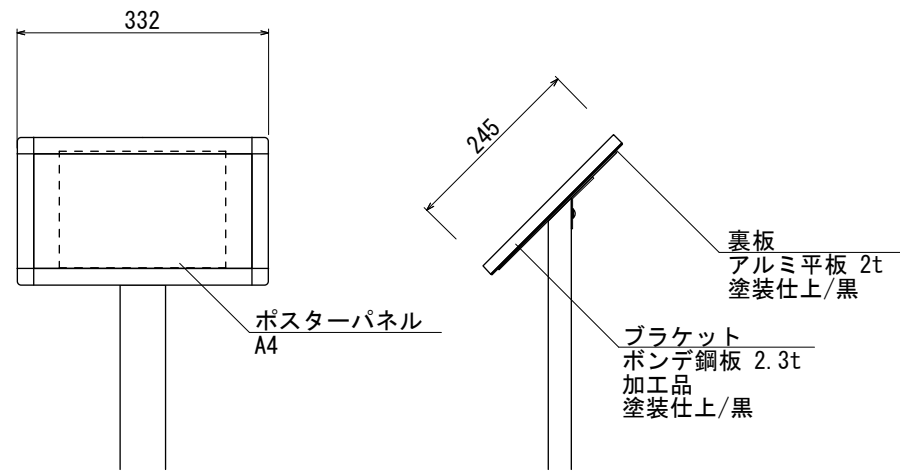 332
245
裏板
アルミ平板 2t
塗装仕上/黒
ポスターパネル
A4
ブラケット
ボンデ鋼板 2.3t
加工品
塗装仕上/黒